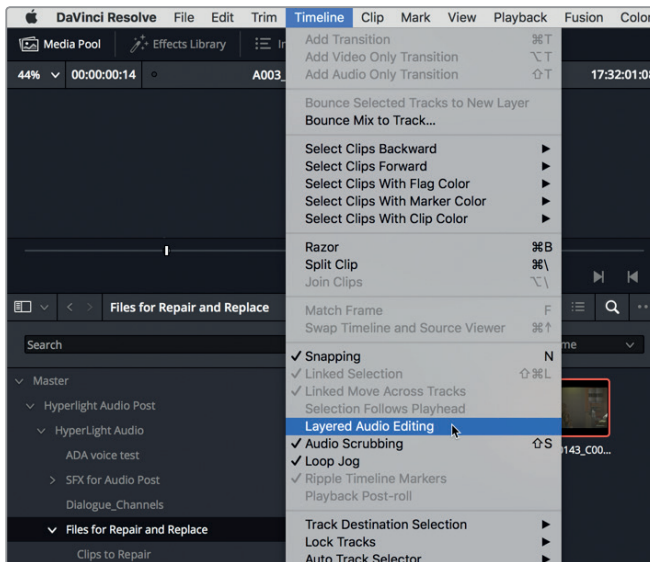 DaVinci Resolve File Edit Trim Timeline Clip Mark View Playback Fusion Color
Media Pool Effects Library
44% 00:00:00:14 A003_ 17:32:01:08
Add Transition ⌘T
Add Video Only Transition ⌥T
Add Audio Only Transition ⇧T
Bounce Selected Tracks to New Layer
Bounce Mix to Track...
Select Clips Backward
Select Clips Forward
Select Clips With Flag Color
Select Clips With Marker Color
Select Clips With Clip Color
Razor ⌘B
Split Clip ⌘\
Join Clips ⌥\
Match Frame F
Swap Timeline and Source Viewer ⌘↑
Snapping N
Linked Selection ⇧⌘L
Linked Move Across Tracks
Selection Follows Playhead
Layered Audio Editing
Audio Scrubbing ⇧S
Loop Jog
Ripple Timeline Markers
Playback Post-roll
Track Destination Selection
Lock Tracks
Auto Track Selector
Files for Repair and Replace
Search
me
Master
Hyperlight Audio Post
HyperLight Audio
ADA voice test
SFX for Audio Post
Dialogue_Channels
Files for Repair and Replace
Clips to Repair
0143_C00...